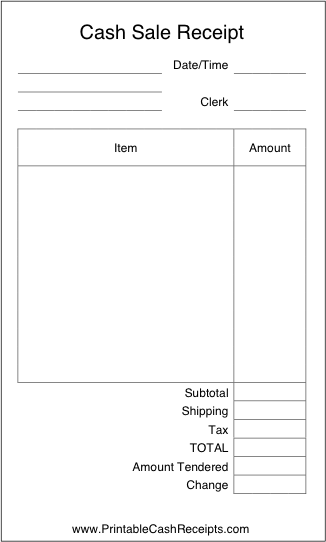 Cash Sale Receipt
Date/Time
Clerk
Item Amount
Subtotal
Shipping
Tax
TOTAL
Amount Tendered
Change
www.PrintableCashReceipts.com